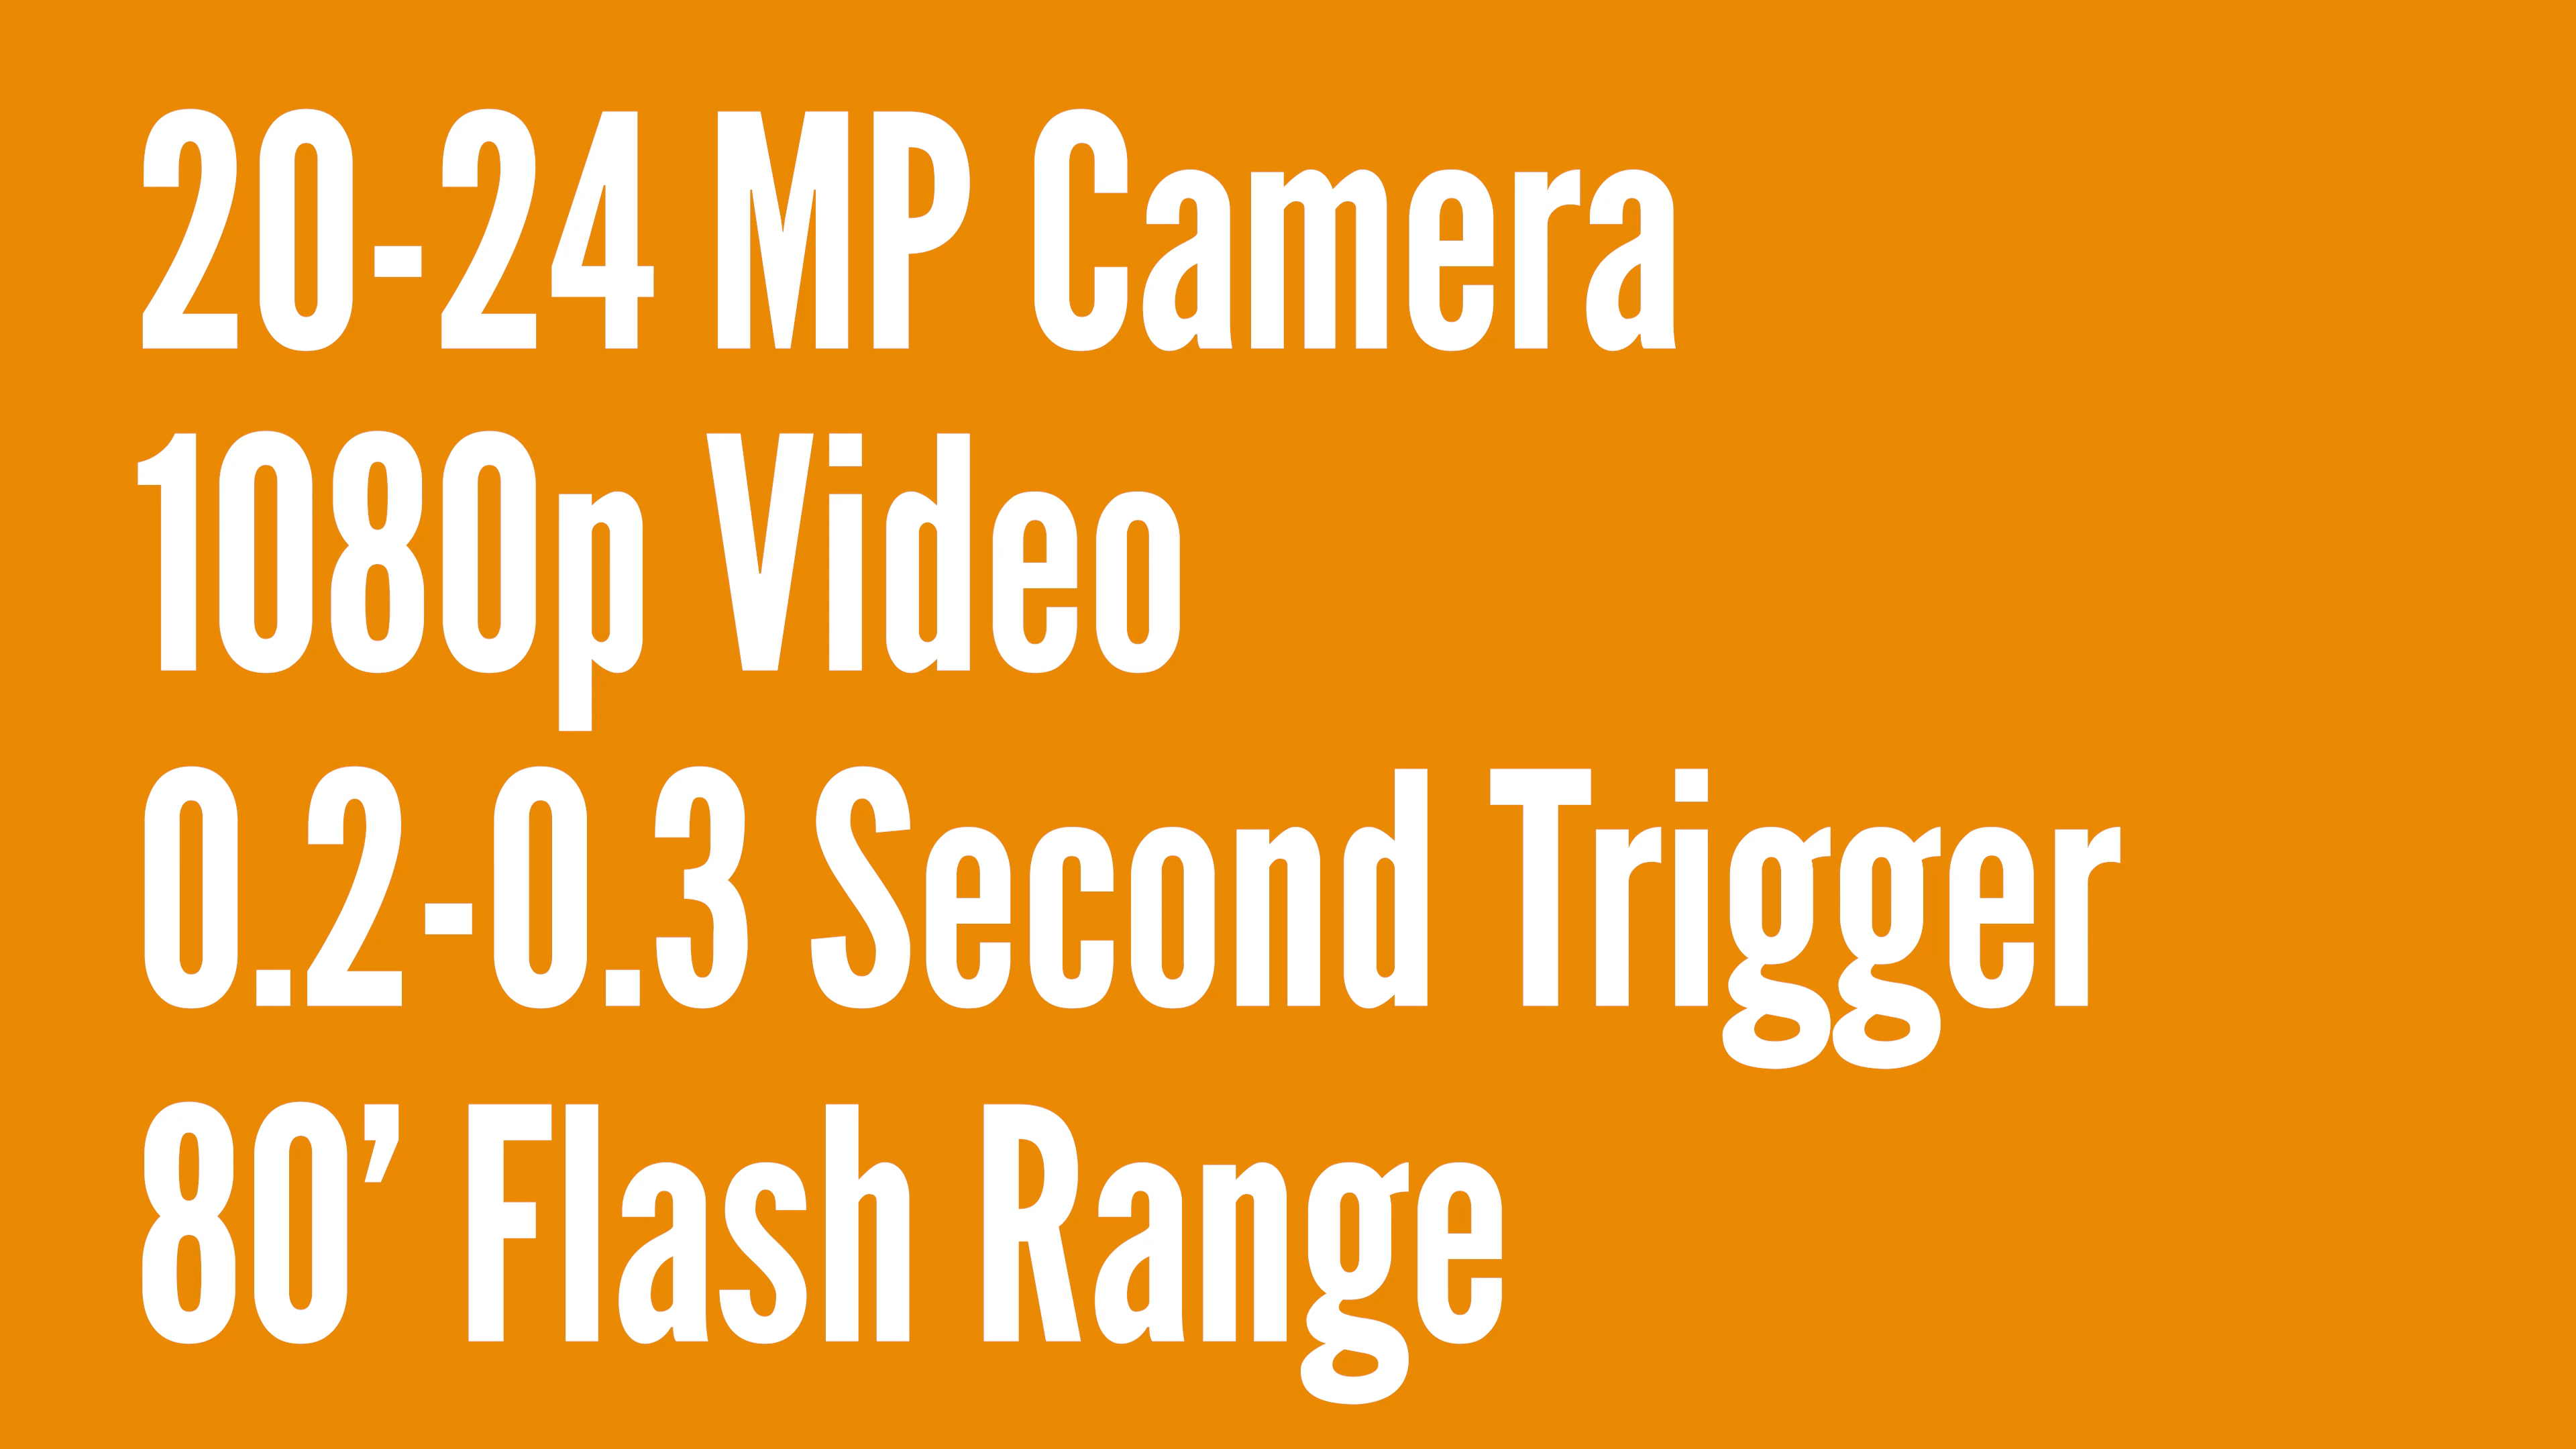 20-24 MP Camera
1080p Video
0.2-0.3 Second Trigger
80’ Flash Range